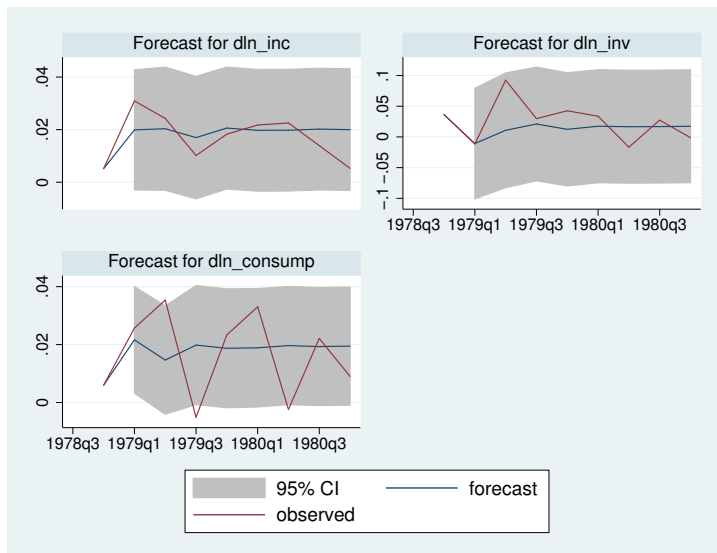 Forecast for dln_inc
.04
.02
0
Forecast for dln_inv
.1
.05
0
-.05
-.1
1978q3 1979q1 1979q3 1980q1 1980q3
Forecast for dln_consump
.04
.02
0
1978q3 1979q1 1979q3 1980q1 1980q3
95% CI forecast
observed